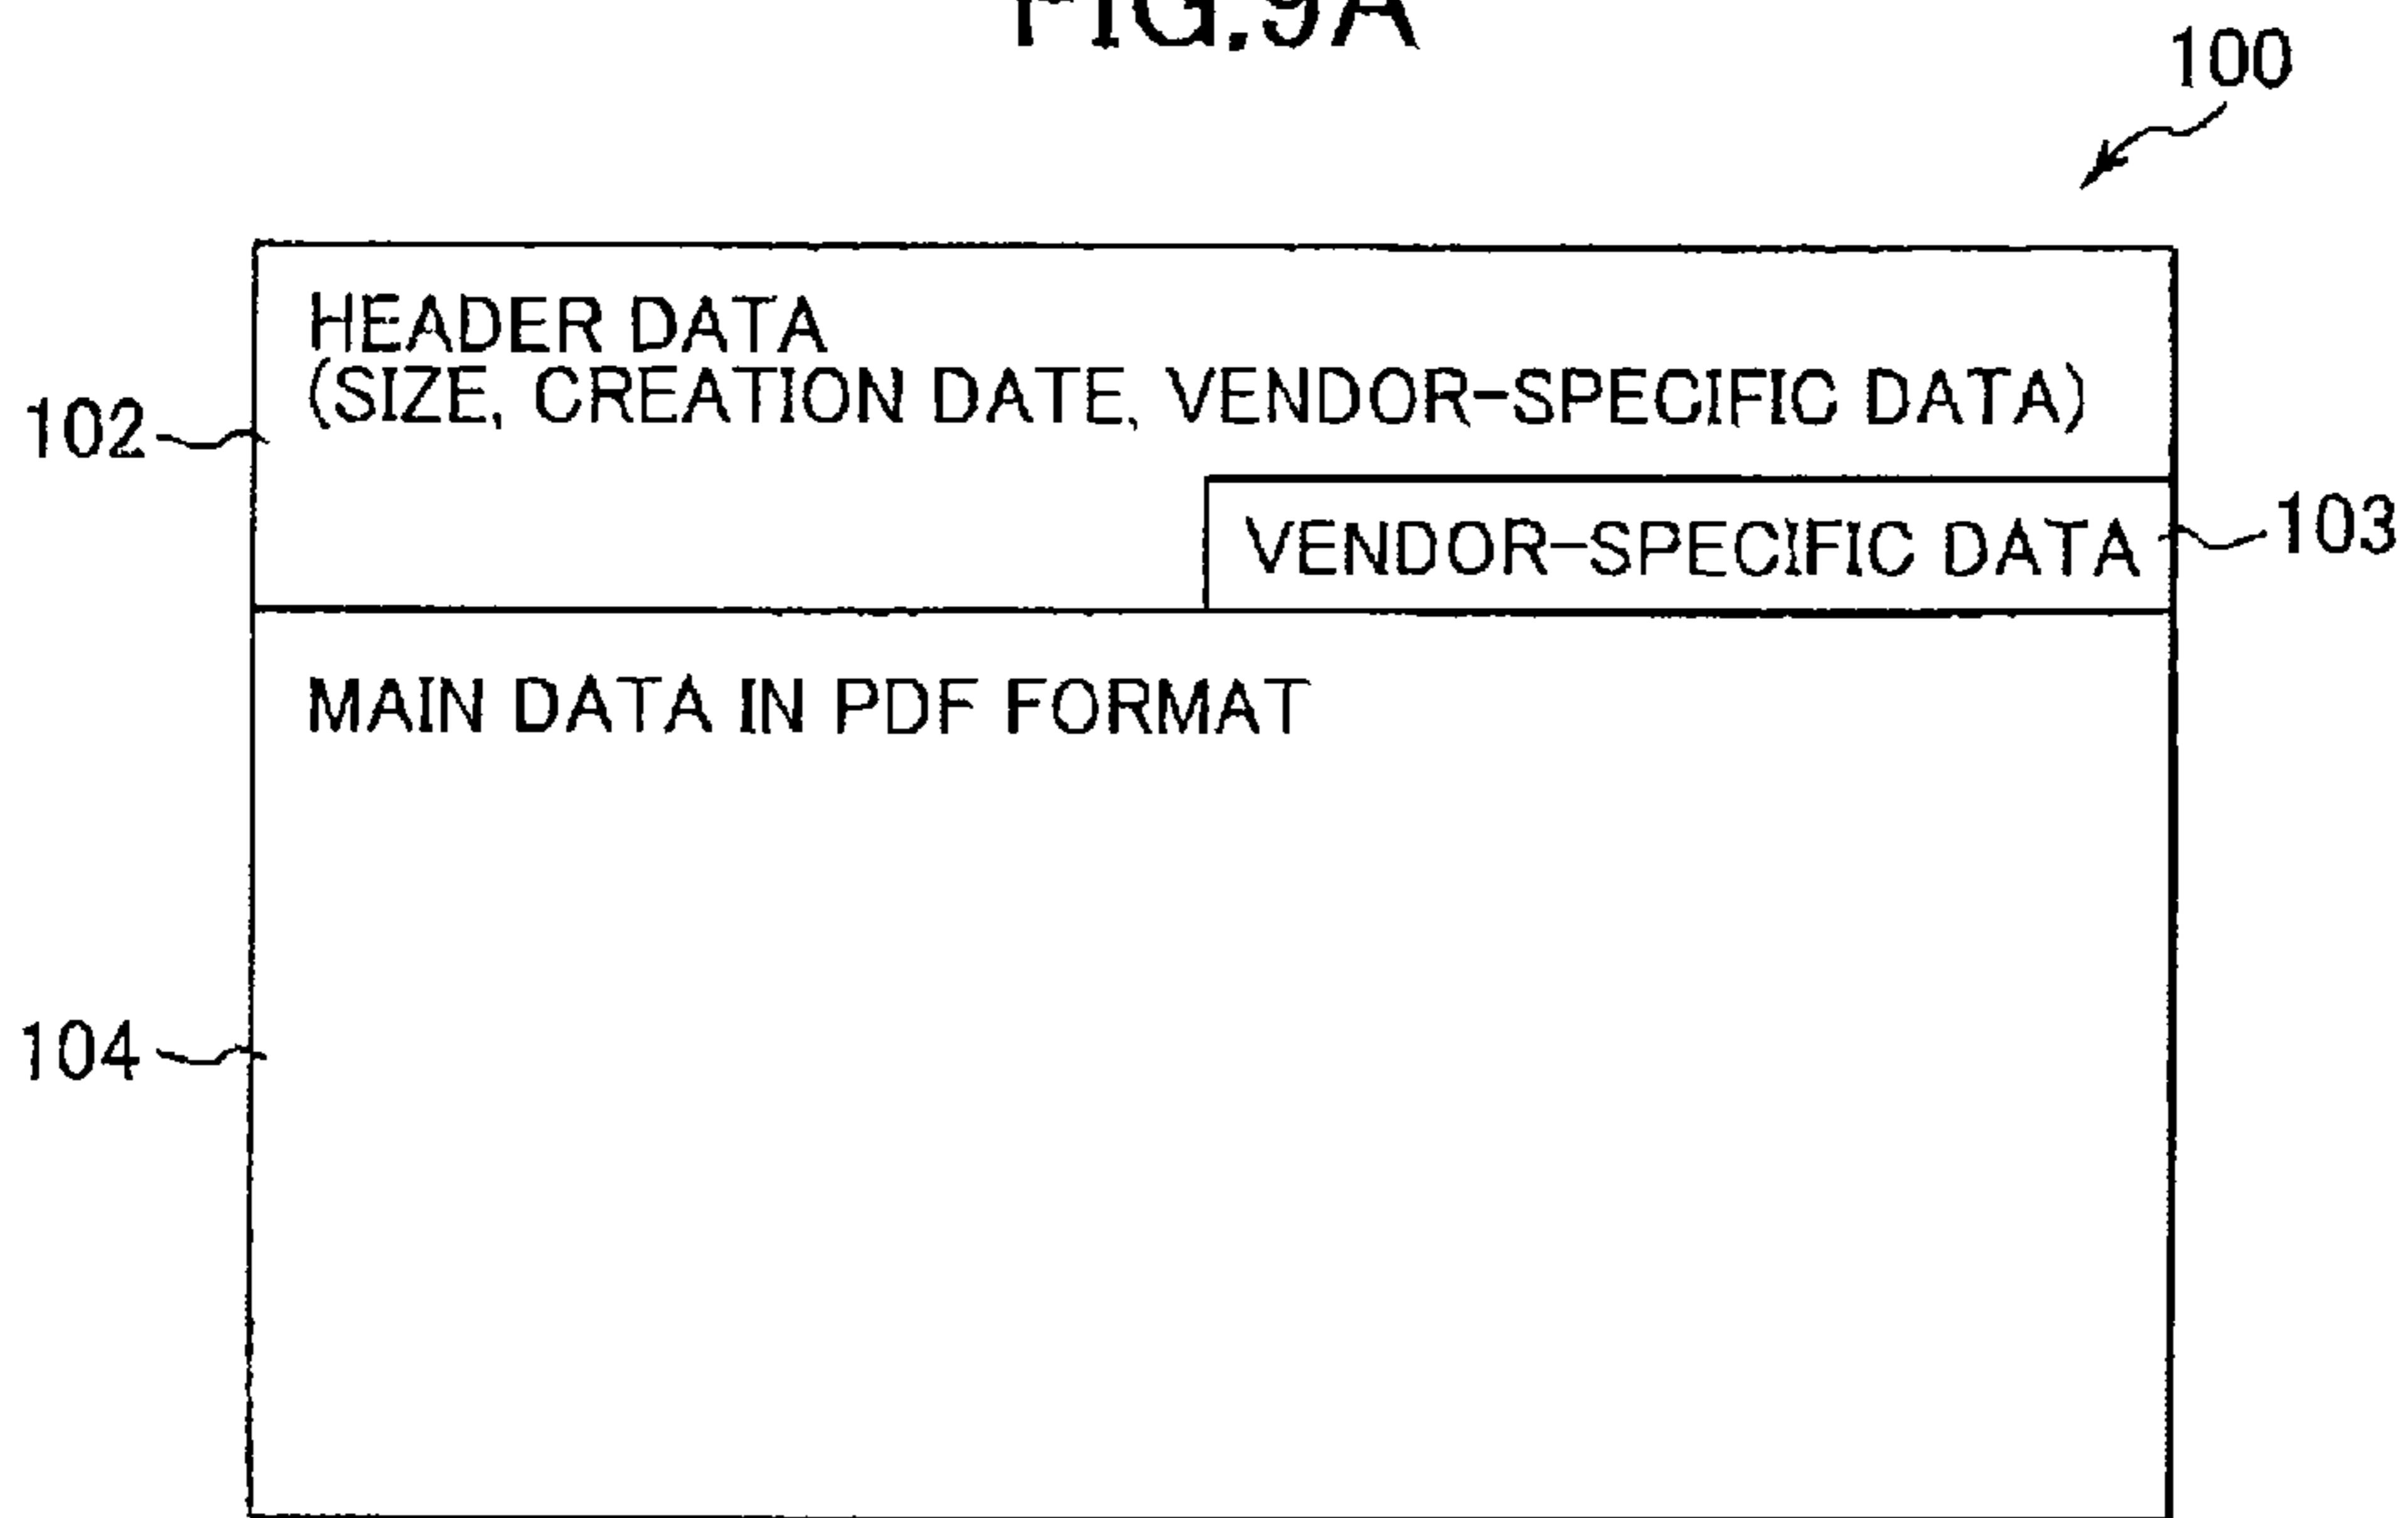 FIG.9A
100
HEADER DATA
(SIZE, CREATION DATE, VENDOR-SPECIFIC DATA)
102
VENDOR-SPECIFIC DATA
103
MAIN DATA IN PDF FORMAT
104